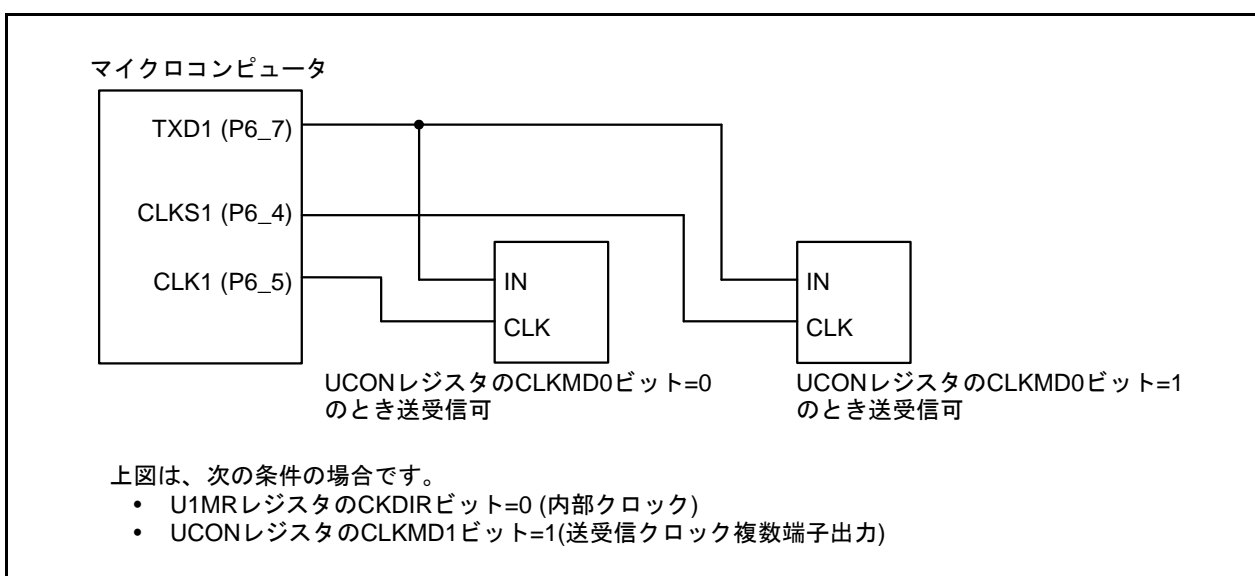 マイクロコンピュータ
TXD1 (P6_7)
CLKS1 (P6_4)
CLK1 (P6_5)
IN
CLK
IN
CLK
UCONレジスタのCLKMD0ビット=0
のとき送受信可
UCONレジスタのCLKMD0ビット=1
のとき送受信可
上図は、次の条件の場合です。
• U1MRレジスタのCKDIRビット=0 (内部クロック)
• UCONレジスタのCLKMD1ビット=1(送受信クロック複数端子出力)